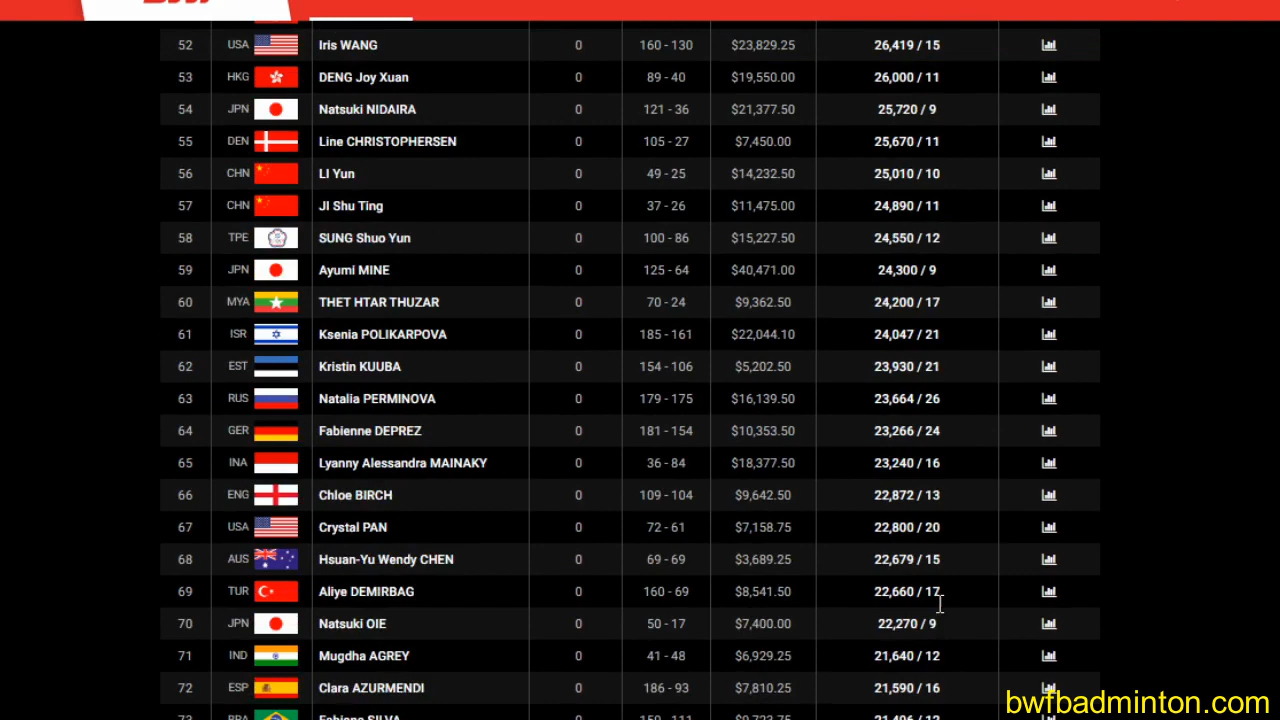 52 USA Iris WANG 0 160 - 130 $23,829.25 26,419 / 15
53 HKG DENG Joy Xuan 0 89 - 40 $19,550.00 26,000 / 11
54 JPN Natsuki NIDAIRA 0 121 - 36 $21,377.50 25,720 / 9
55 DEN Line CHRISTOPHERSEN 0 105 - 27 $7,450.00 25,670 / 11
56 CHN LI Yun 0 49 - 25 $14,232.50 25,010 / 10
57 CHN JI Shu Ting 0 37 - 26 $11,475.00 24,890 / 11
58 TPE SUNG Shuo Yun 0 100 - 86 $15,227.50 24,550 / 12
59 JPN Ayumi MINE 0 125 - 64 $40,471.00 24,300 / 9
60 MYA THET HTAR THUZAR 0 70 - 24 $9,362.50 24,200 / 17
61 ISR Ksenia POLIKARPOVA 0 185 - 161 $22,044.10 24,047 / 21
62 EST Kristin KUUBA 0 154 - 106 $5,202.50 23,930 / 21
63 RUS Natalia PERMINOVA 0 179 - 175 $16,139.50 23,664 / 26
64 GER Fabienne DEPREZ 0 181 - 154 $10,353.50 23,266 / 24
65 INA Lyanny Alessandra MAINAKY 0 36 - 84 $18,377.50 23,240 / 16
66 ENG Chloe BIRCH 0 109 - 104 $9,642.50 22,872 / 13
67 USA Crystal PAN 0 72 - 61 $7,158.75 22,800 / 20
68 AUS Hsuan-Yu Wendy CHEN 0 69 - 69 $3,689.25 22,679 / 15
69 TUR Aliye DEMIRBAG 0 160 - 69 $8,541.50 22,660 / 17
70 JPN Natsuki OIE 0 50 - 17 $7,400.00 22,270 / 9
71 IND Mugdha AGREY 0 41 - 48 $6,929.25 21,640 / 12
72 ESP Clara AZURMENDI 0 186 - 93 $7,810.25 21,590 / 16
bwfbadminton.com